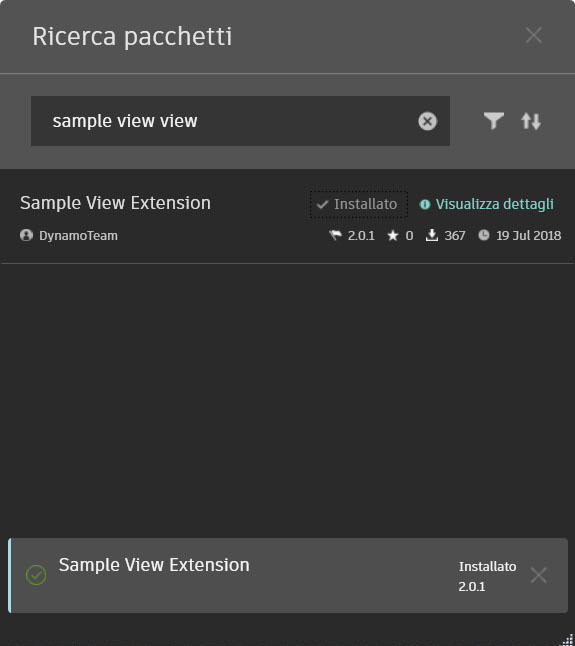 Ricerca pacchetti
sample view view
Sample View Extension
Installato
Visualizza dettagli
DynamoTeam
2.0.1
0
367
19 Jul 2018
Sample View Extension
Installato
2.0.1